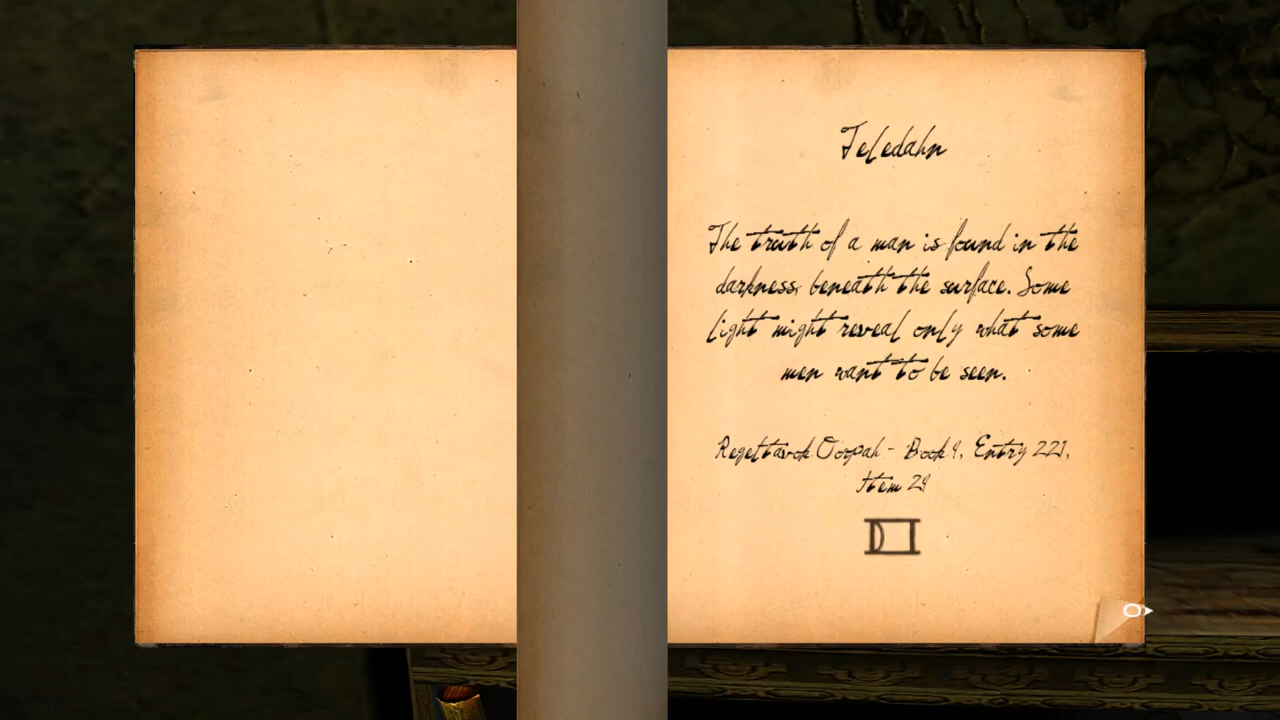 Teledahn
The truth of a man is found in the
darkness, beneath the surface. Some
light might reveal only what some
men want to be seen.
Regeltavok Oorpah - Book 9, Entry 221,
Item 29